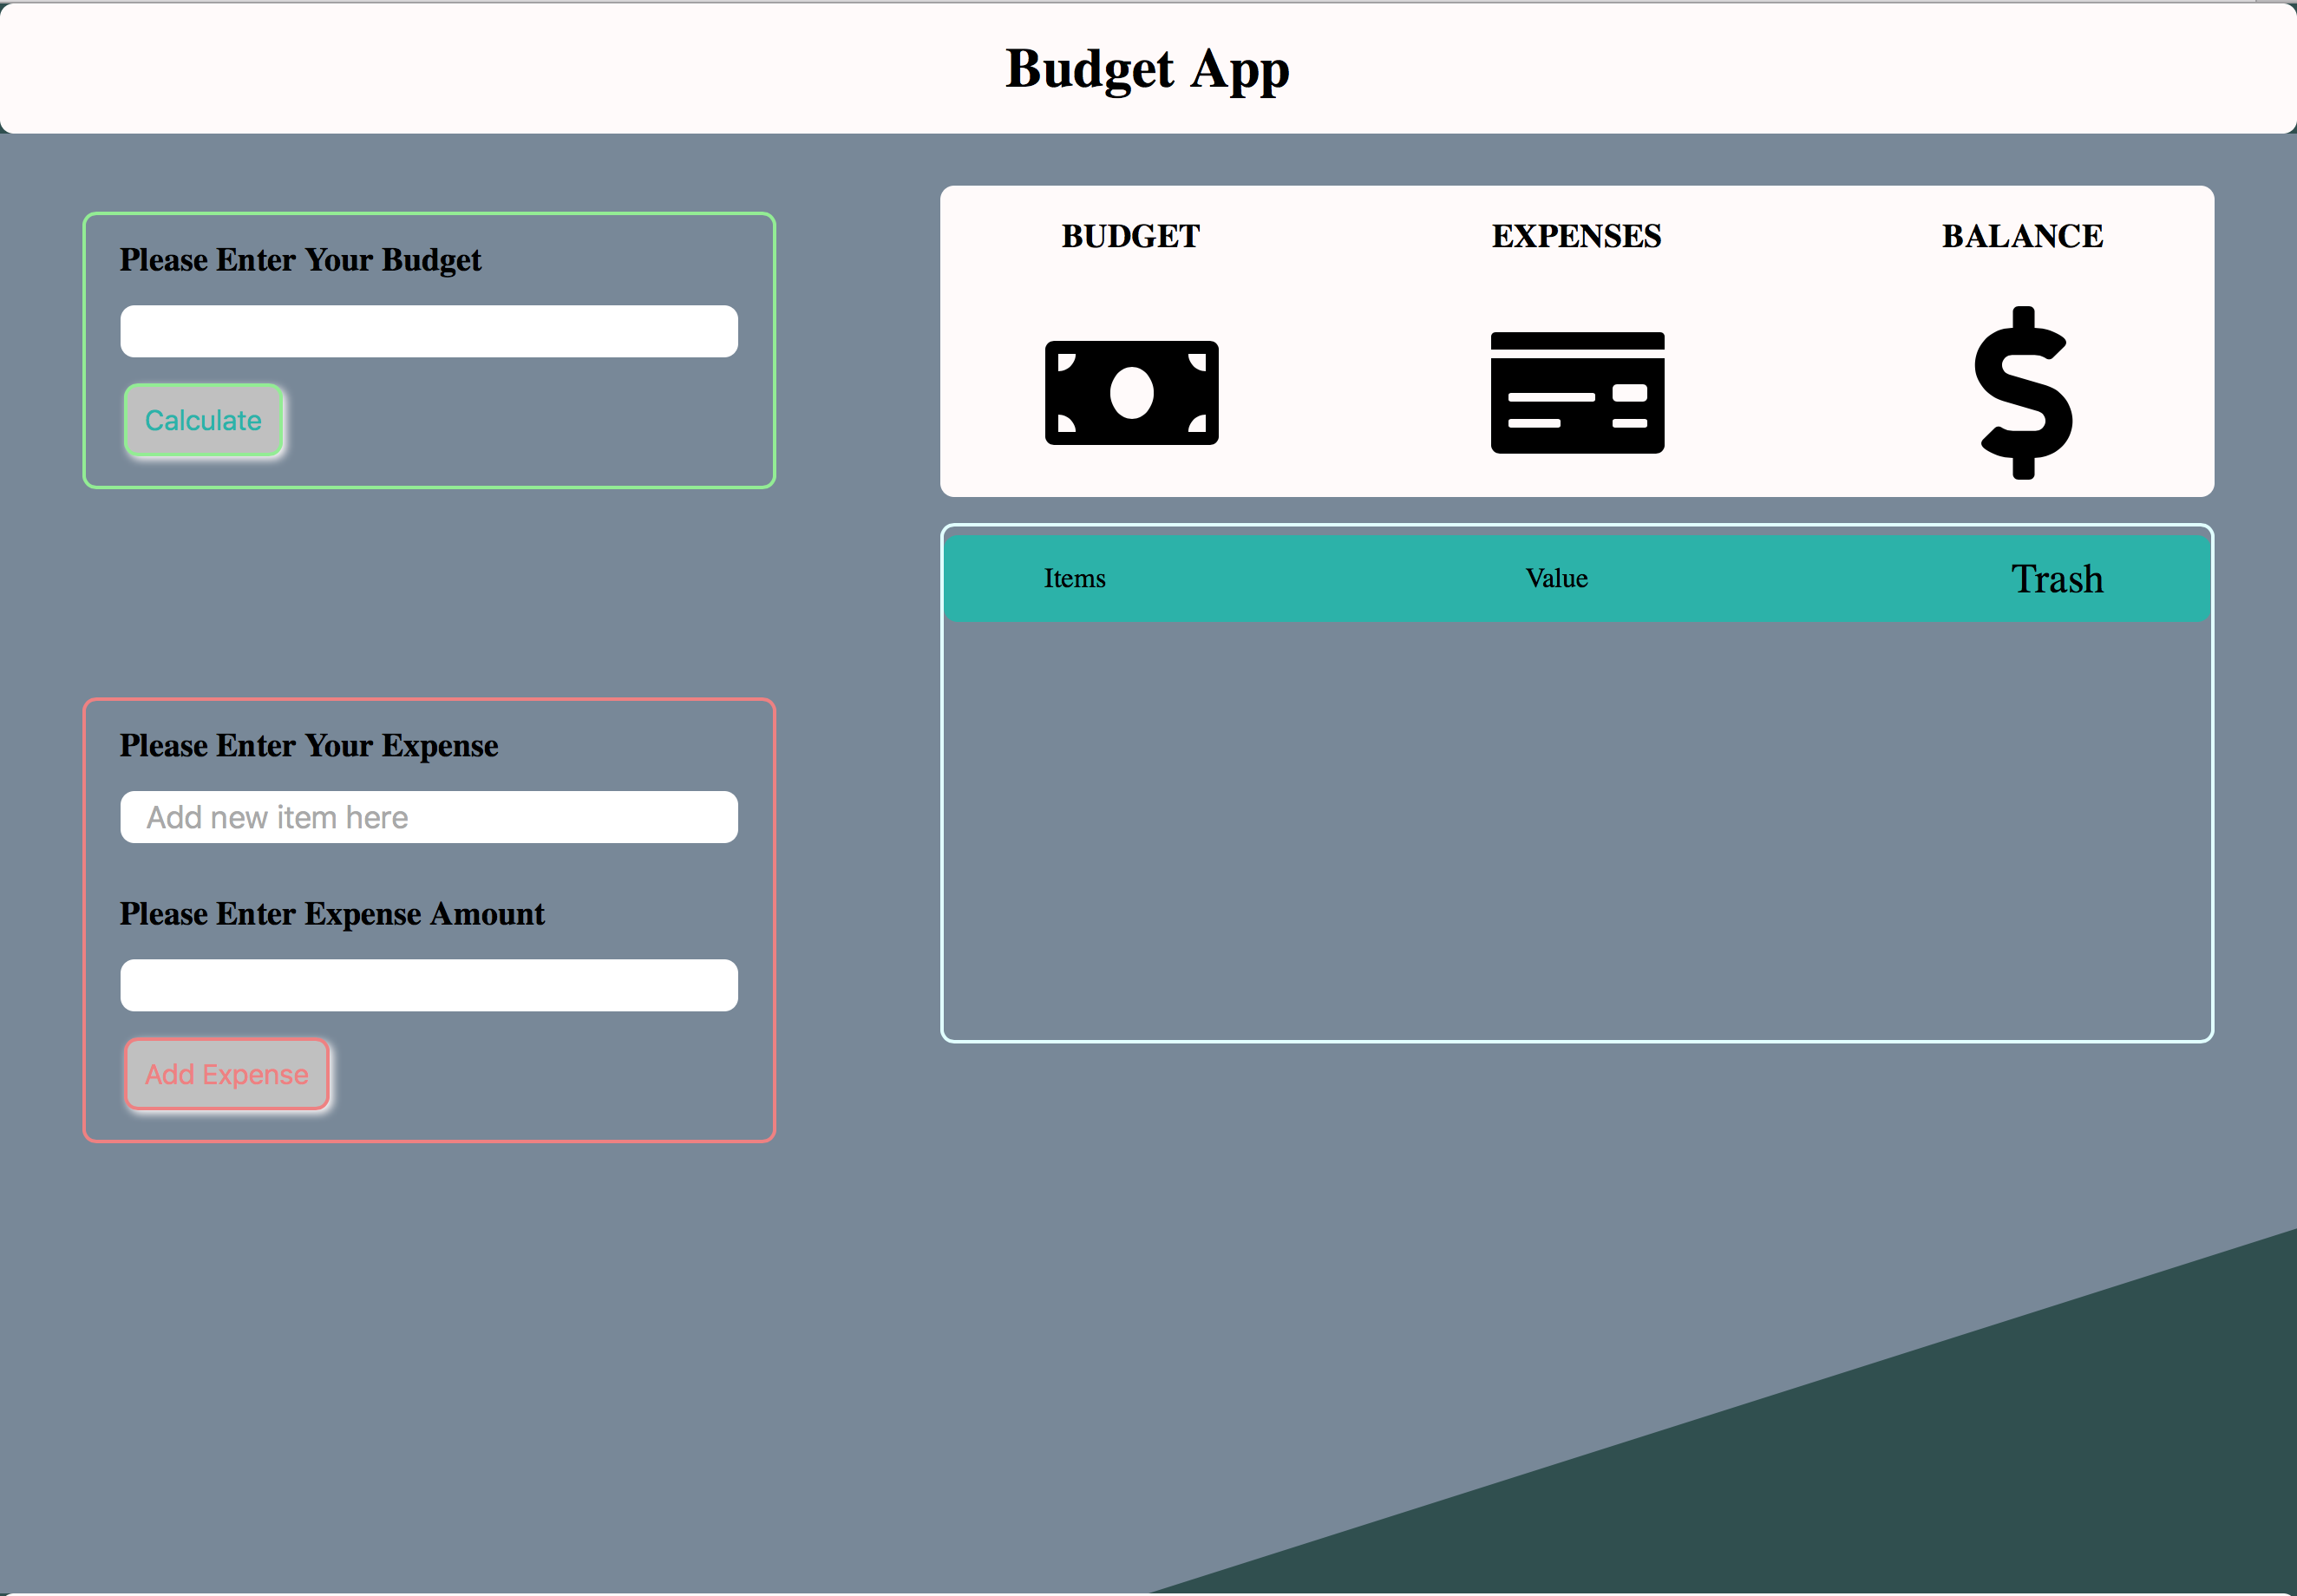 Budget App
Please Enter Your Budget
Calculate
Please Enter Your Expense
Add new item here
Please Enter Expense Amount
Add Expense
BUDGET EXPENSES BALANCE
Items Value Trash